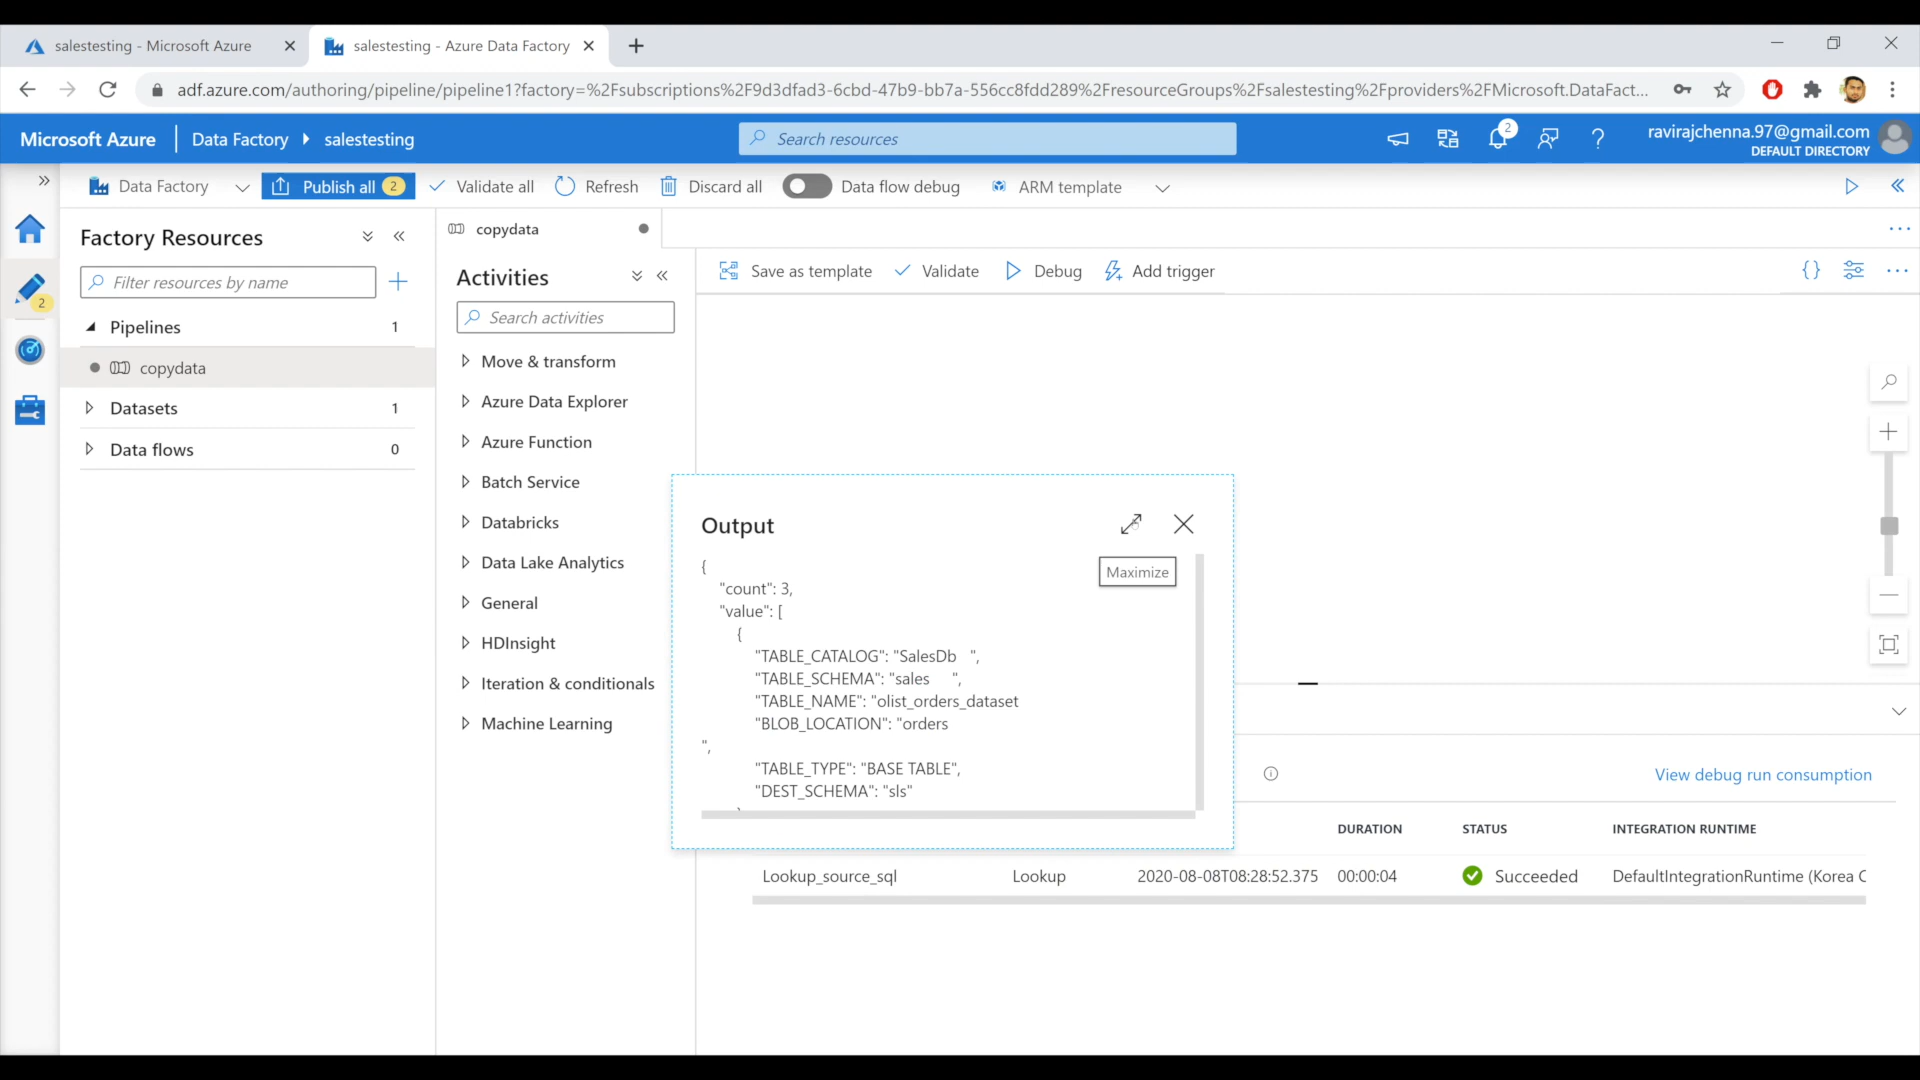 salestesting - Microsoft Azure
salestesting - Azure Data Factory
adf.azure.com/authoring/pipeline/pipeline1?factory=%2Fsubscriptions%2F9d3dfad3-6cbd-47b9-bb7a-556cc8fdd289%2FresourceGroups%2Fsalestesting%2Fproviders%2FMicrosoft.DataFact...
Microsoft Azure
Data Factory
salestesting
Search resources
2
ravirajchenna.97@gmail.com
DEFAULT DIRECTORY
Data Factory
Publish all 2
Validate all
Refresh
Discard all
Data flow debug
ARM template
2
Factory Resources
Filter resources by name
Pipelines 1
copydata
Datasets 1
Data flows 0
copydata
Activities
Search activities
Move & transform
Azure Data Explorer
Azure Function
Batch Service
Databricks
Data Lake Analytics
General
HDInsight
Iteration & conditionals
Machine Learning
Save as template
Validate
Debug
Add trigger
{}
Output
Maximize
{
"count": 3,
"value": [
{
"TABLE_CATALOG": "SalesDb   ",
"TABLE_SCHEMA": "sales     ",
"TABLE_NAME": "olist_orders_dataset
"BLOB_LOCATION": "orders
",
"TABLE_TYPE": "BASE TABLE",
"DEST_SCHEMA": "sls"
View debug run consumption
DURATION STATUS INTEGRATION RUNTIME
Lookup_source_sql Lookup 2020-08-08T08:28:52.375 00:00:04 Succeeded DefaultIntegrationRuntime (Korea C